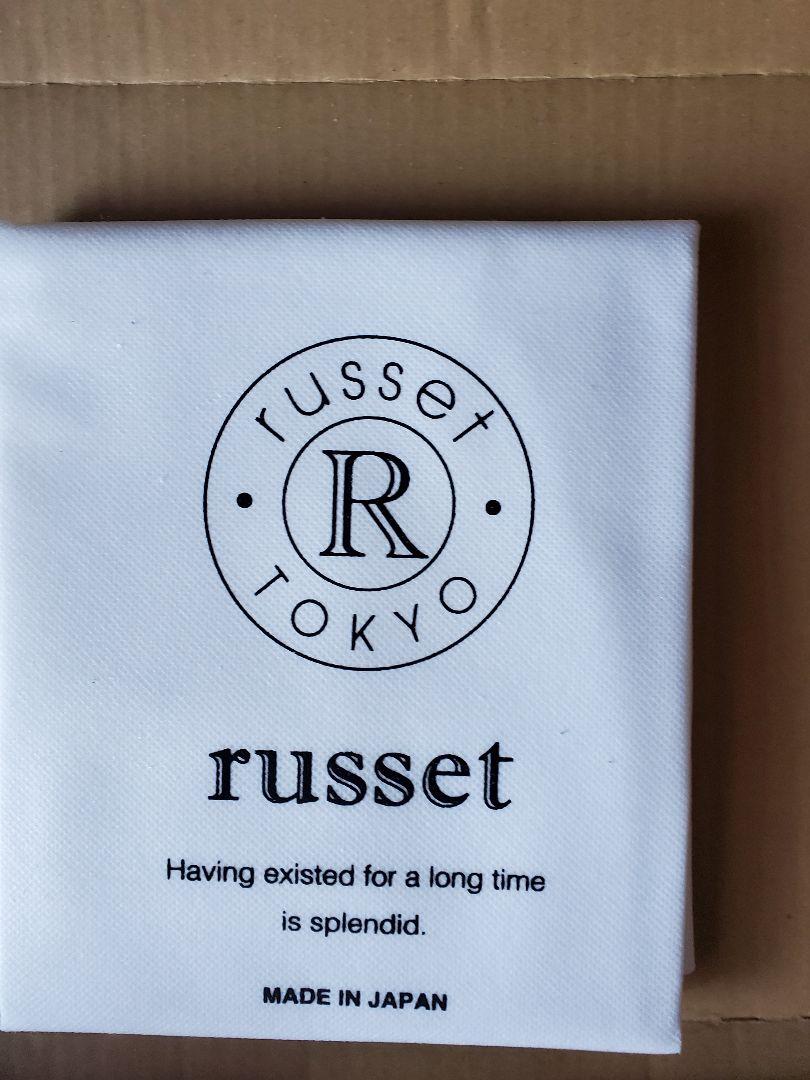 russet
R
TOKYO
russet
Having existed for a long time
is splendid.
MADE IN JAPAN